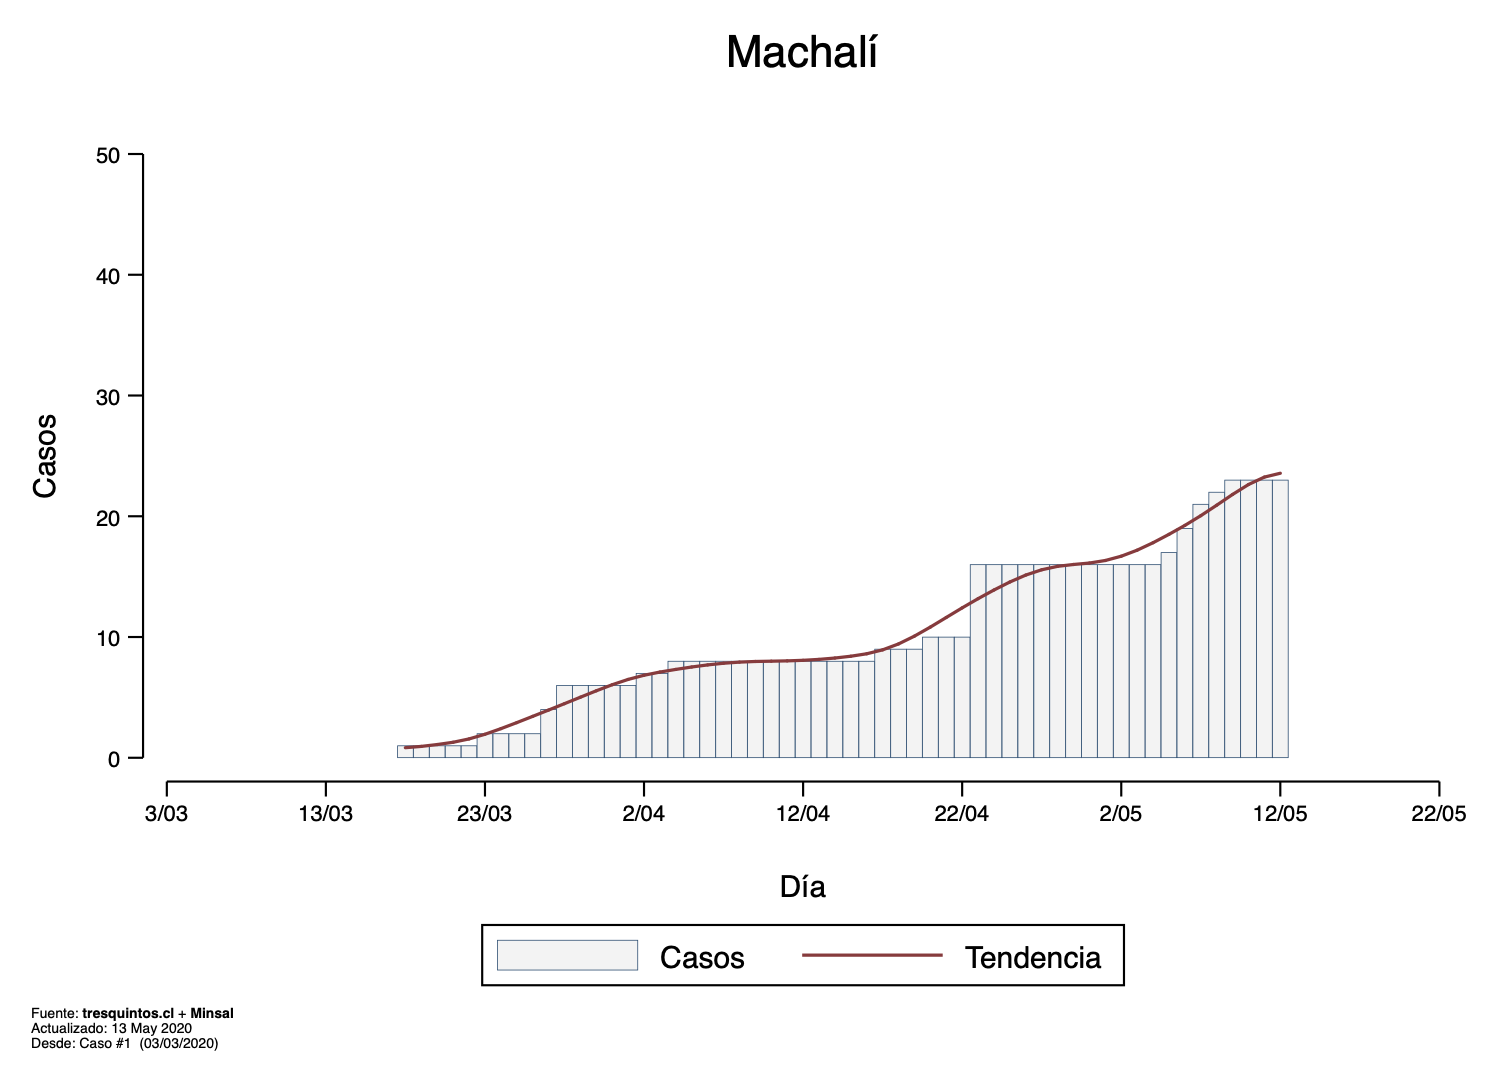 Machalí
50
40
30
20
10
0
Casos
3/03 13/03 23/03 2/04 12/04 22/04 2/05 12/05 22/05
Día
Casos Tendencia
Fuente: tresquintos.cl + Minsal
Actualizado: 13 May 2020
Desde: Caso #1 (03/03/2020)